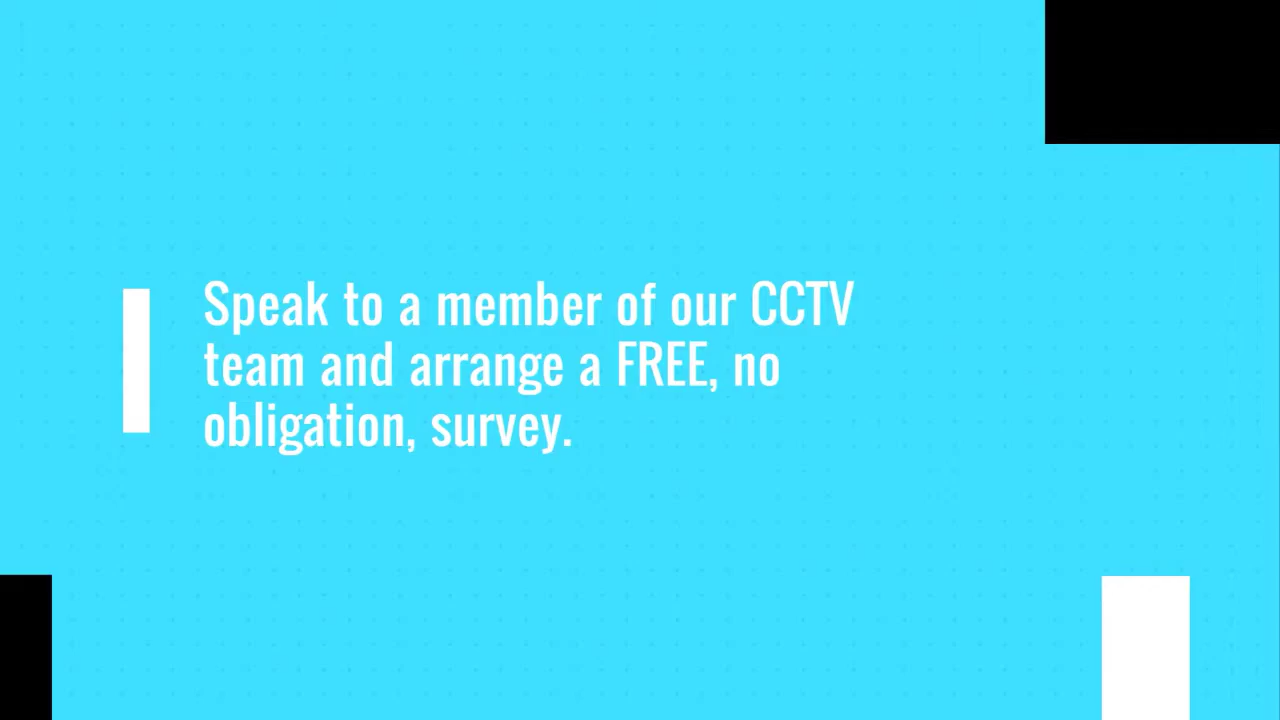 Speak to a member of our CCTV
team and arrange a FREE, no
obligation, survey.